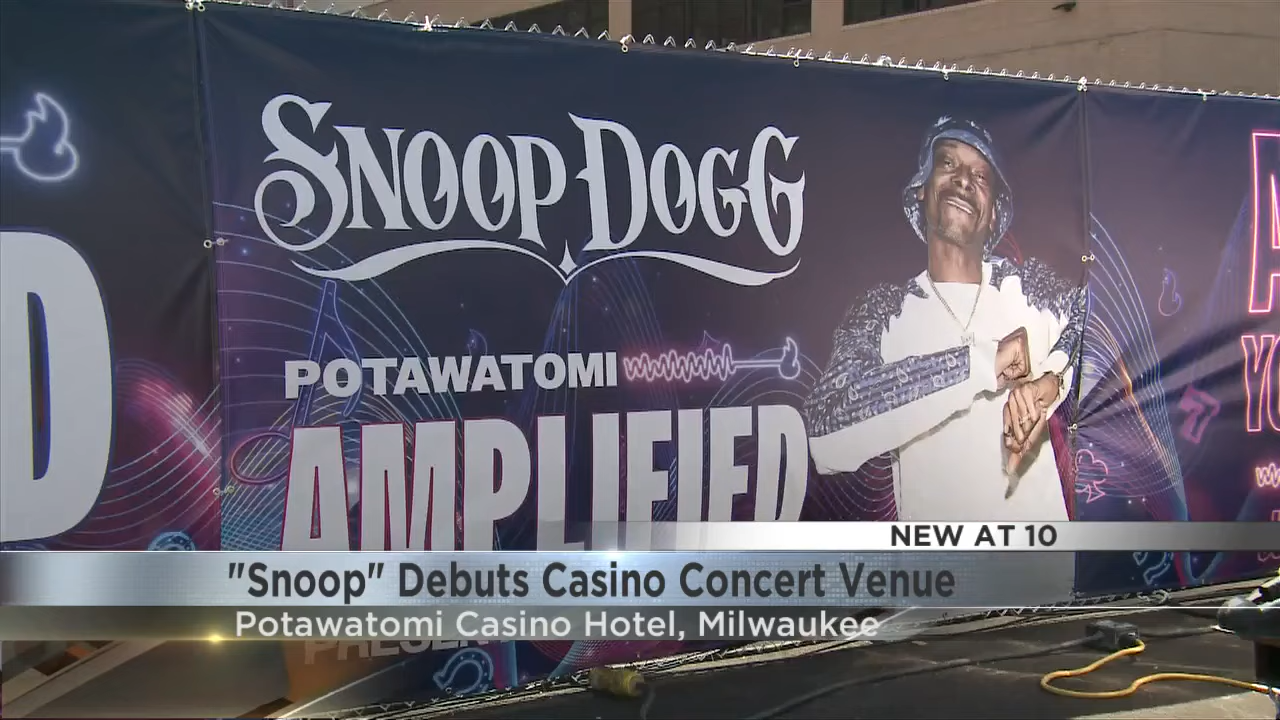 SNOOP DOGG
POTAWATOMI
AMPLIFIED
D
NEW AT 10
"Snoop" Debuts Casino Concert Venue
Potawatomi Casino Hotel, Milwaukee